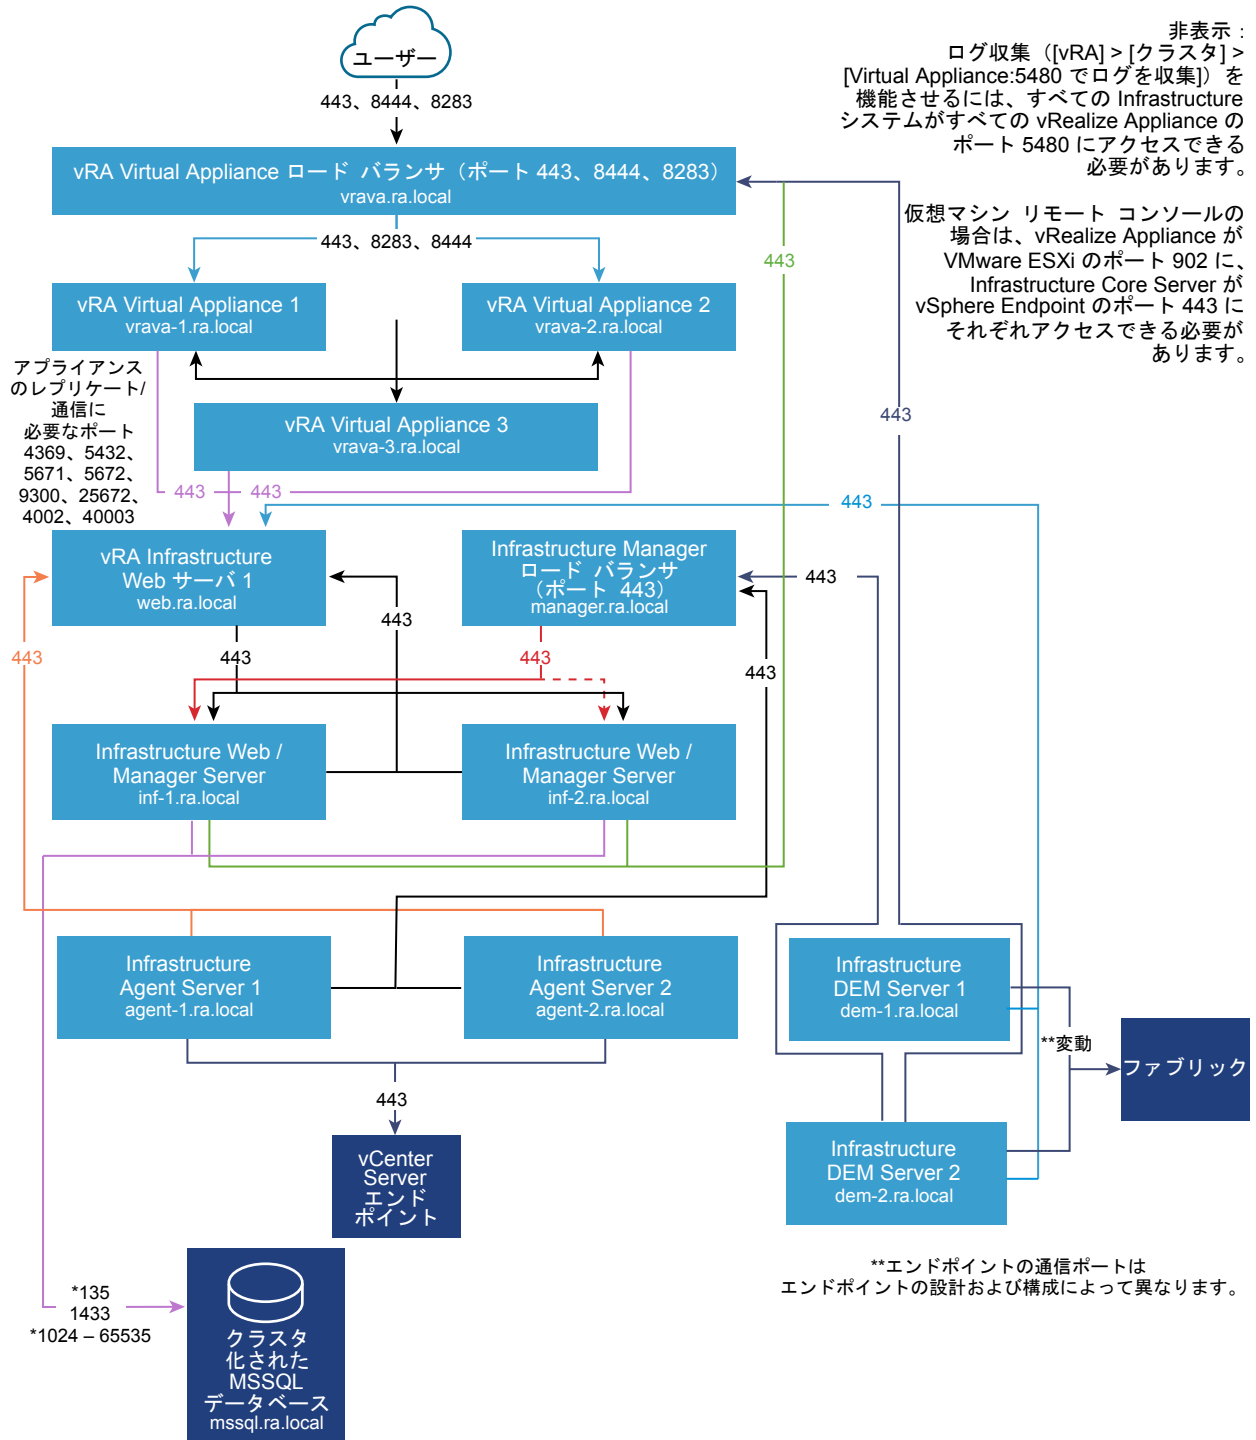 ユーザー
443、8444、8283
非表示：
ログ収集（[vRA] > [クラスタ] >
[Virtual Appliance:5480 でログを収集]）を
機能させるには、すべての Infrastructure
システムがすべての vRealize Appliance の
ポート 5480 にアクセスできる
必要があります。
仮想マシン リモート コンソールの
場合は、vRealize Appliance が
VMware ESXi のポート 902 に、
Infrastructure Core Server が
vSphere Endpoint のポート 443 に
それぞれアクセスできる必要が
あります。
vRA Virtual Appliance ロード バランサ（ポート 443、8444、8283）
vrava.ra.local
443、8283、8444
443
vRA Virtual Appliance 1
vrava-1.ra.local
vRA Virtual Appliance 2
vrava-2.ra.local
アプライアンス
のレプリケート/
通信に
必要なポート
4369、5432、
5671、5672、
9300、25672、
4002、40003
vRA Virtual Appliance 3
vrava-3.ra.local
443
443
443
443
vRA Infrastructure
Web サーバ 1
web.ra.local
Infrastructure Manager
ロード バランサ
（ポート 443）
manager.ra.local
443
443
443
443
443
443
Infrastructure Web /
Manager Server
inf-1.ra.local
Infrastructure Web /
Manager Server
inf-2.ra.local
Infrastructure
Agent Server 1
agent-1.ra.local
Infrastructure
Agent Server 2
agent-2.ra.local
Infrastructure
DEM Server 1
dem-1.ra.local
**変動
ファブリック
443
vCenter
Server
エンド
ポイント
Infrastructure
DEM Server 2
dem-2.ra.local
**エンドポイントの通信ポートは
エンドポイントの設計および構成によって異なります。
*135
1433
*1024 – 65535
クラスタ
化された
MSSQL
データベース
mssql.ra.local